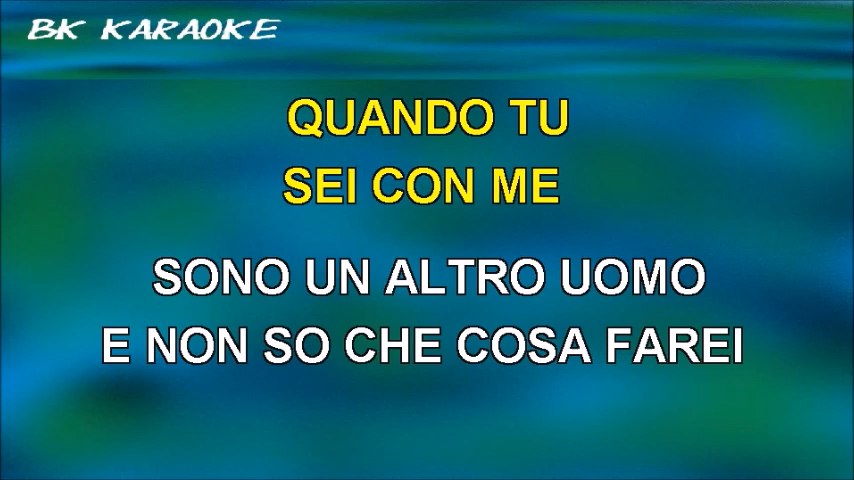 BK KARAOKE
QUANDO TU
SEI CON ME
SONO UN ALTRO UOMO
E NON SO CHE COSA FAREI